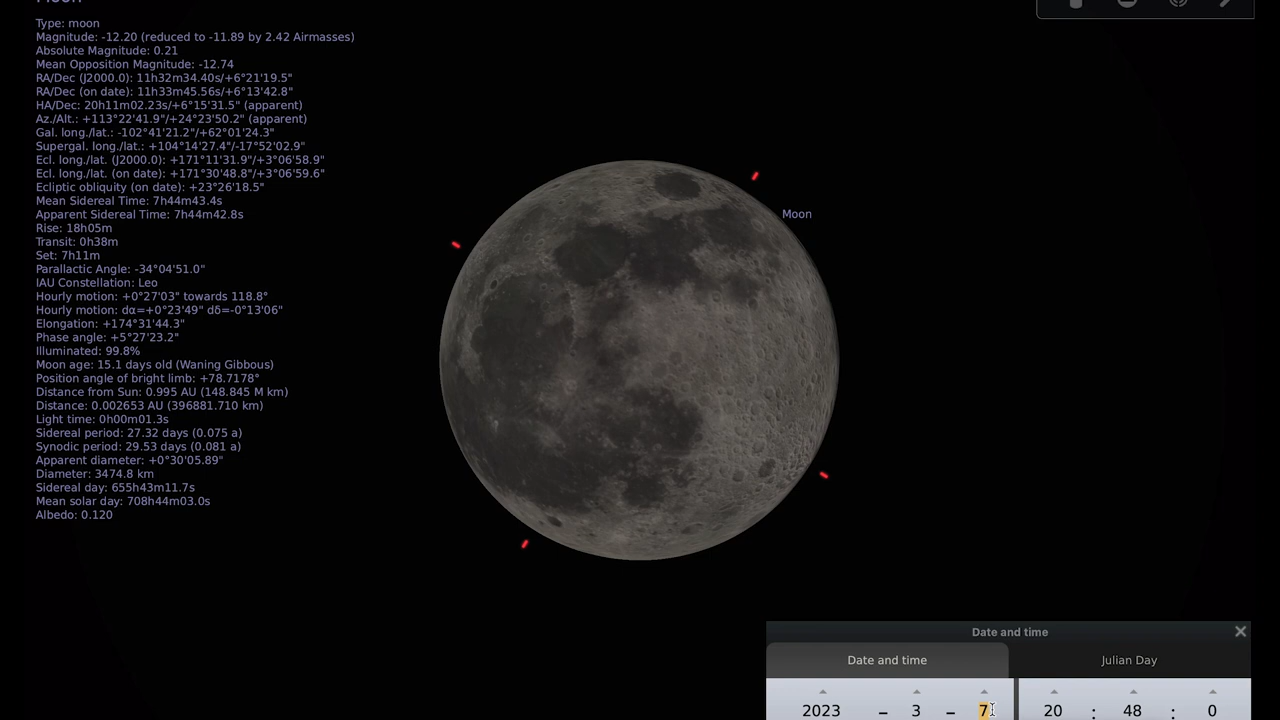 Moon
Type: moon
Magnitude: -12.20 (reduced to -11.89 by 2.42 Airmasses)
Absolute Magnitude: 0.21
Mean Opposition Magnitude: -12.74
RA/Dec (J2000.0): 11h32m34.40s/+6°21'19.5"
RA/Dec (on date): 11h33m45.56s/+6°13'42.8"
HA/Dec: 20h11m02.23s/+6°15'31.5" (apparent)
Az./Alt.: +113°22'41.9"/+24°23'50.2" (apparent)
Gal. long./lat.: -102°41'21.2"/+62°01'24.3"
Supergal. long./lat.: +104°14'27.4"/-17°52'02.9"
Ecl. long./lat. (J2000.0): +171°11'31.9"/+3°06'58.9"
Ecl. long./lat. (on date): +171°30'48.8"/+3°06'59.6"
Ecliptic obliquity (on date): +23°26'18.5"
Mean Sidereal Time: 7h44m43.4s
Apparent Sidereal Time: 7h44m42.8s
Rise: 18h05m
Transit: 0h38m
Set: 7h11m
Parallactic Angle: -34°04'51.0"
IAU Constellation: Leo
Hourly motion: +0°27'03" towards 118.8°
Hourly motion: dα=+0°23'49" dδ=-0°13'06"
Elongation: +174°31'44.3"
Phase angle: +5°27'23.2"
Illuminated: 99.8%
Moon age: 15.1 days old (Waning Gibbous)
Position angle of bright limb: +78.7178°
Distance from Sun: 0.995 AU (148.845 M km)
Distance: 0.002653 AU (396881.710 km)
Light time: 0h00m01.3s
Sidereal period: 27.32 days (0.075 a)
Synodic period: 29.53 days (0.081 a)
Apparent diameter: +0°30'05.89"
Diameter: 3474.8 km
Sidereal day: 655h43m11.7s
Mean solar day: 708h44m03.0s
Albedo: 0.120
Moon
Date and time
Date and time Julian Day
2023 – 3 – 7 20 : 48 : 0